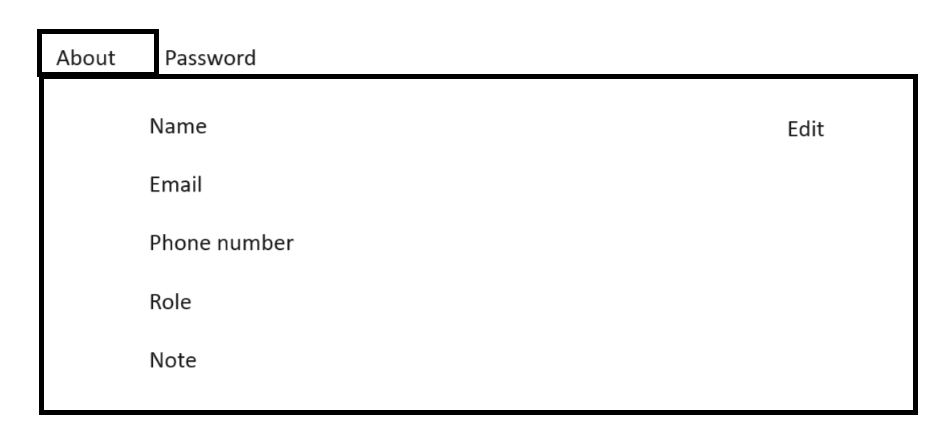 About Password
Name Edit
Email
Phone number
Role
Note